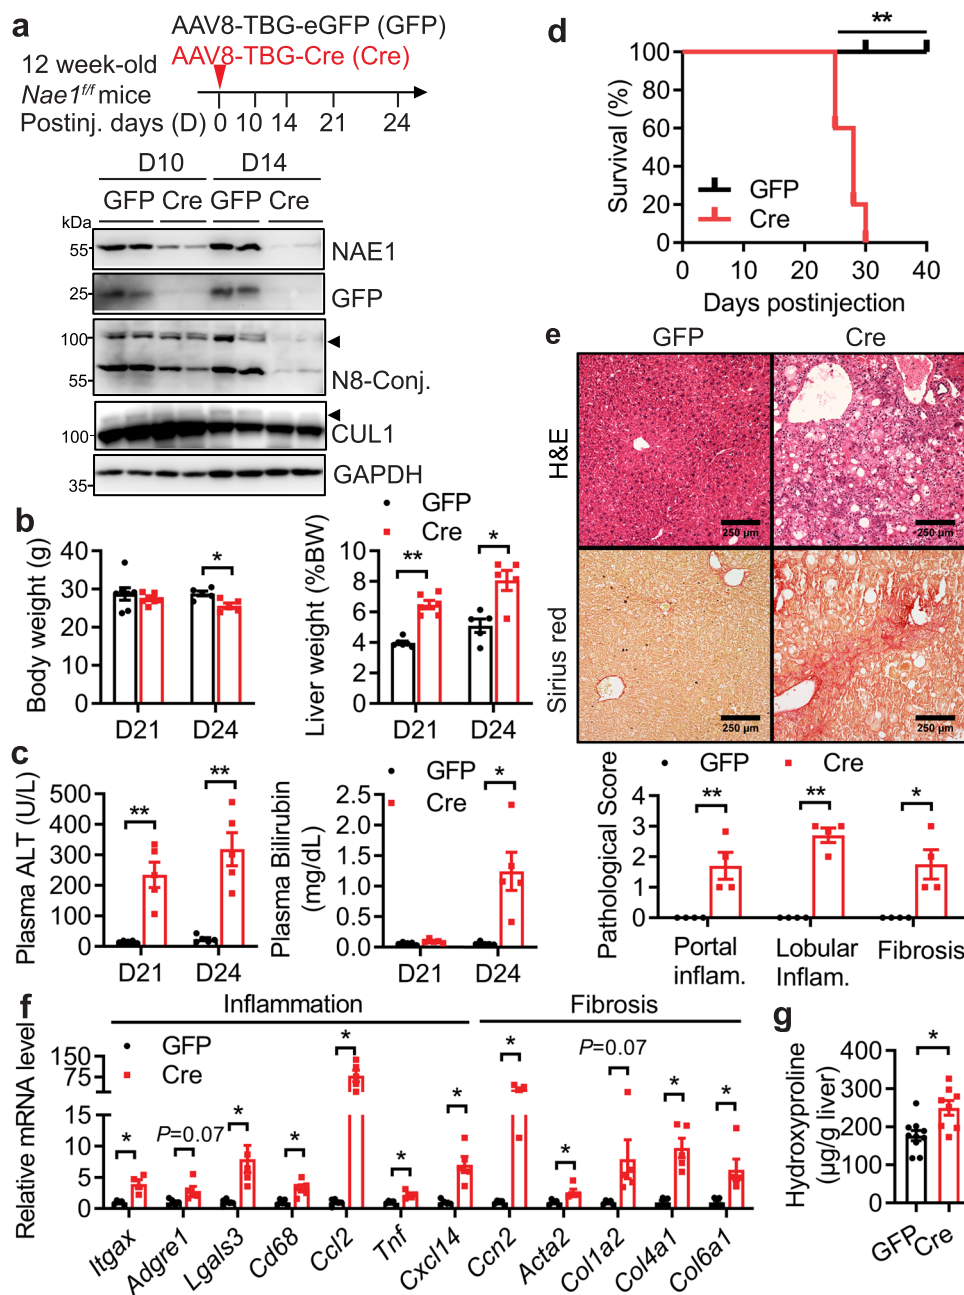 a
AAV8-TBG-eGFP (GFP)
AAV8-TBG-Cre (Cre)
12 week-old
Nae1f/f mice
Postinj. days (D) 0 10 14 21 24
D10 D14
GFP Cre GFP Cre
kDa
55 NAE1
25 GFP
100
55 N8-Conj.
100 CUL1
35 GAPDH
b
GFP
Cre
Body weight (g)
40
30
20
10
0
*
D21 D24
Liver weight (%BW)
10
8
6
4
2
0
** *
D21 D24
c
GFP
Cre
Plasma ALT (U/L)
500
400
300
200
100
0
** **
D21 D24
Plasma Bilirubin
(mg/dL)
2.5
2.0
1.5
1.0
0.5
0.0
*
D21 D24
d
**
Survival (%)
100
80
60
40
20
0
GFP
Cre
0 10 20 30 40
Days postinjection
e
GFP Cre
H&E
250 µm 250 µm
Sirius red
250 µm 250 µm
GFP Cre
Pathological Score
4
3
2
1
0
** ** *
Portal
inflam.
Lobular
Inflam.
Fibrosis
f
Inflammation Fibrosis
GFP
Cre
Relative mRNA level
150
75
15
10
5
0
* P=0.07 * * * * * * * P=0.07 * *
Itgax Adgre1 Lgals3 Cd68 Ccl2 Tnf Cxcl14 Ccn2 Acta2 Col1a2 Col4a1 Col6a1
g
Hydroxyproline
(µg/g liver)
400
300
200
100
0
*
GFP Cre